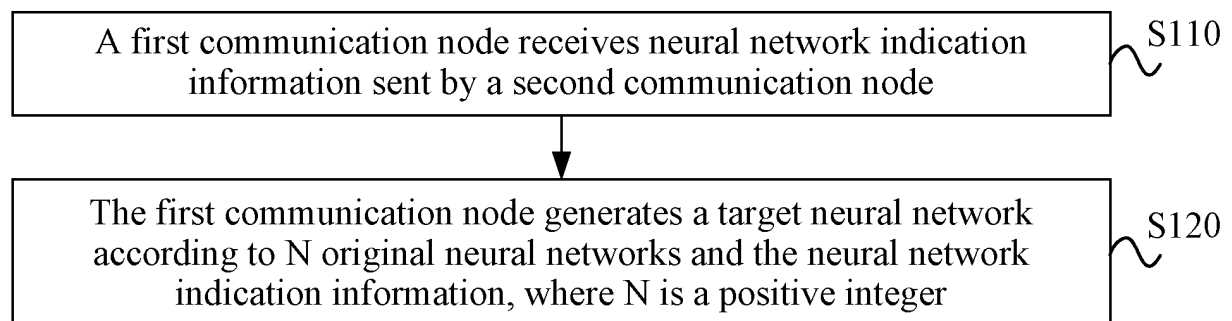 A first communication node receives neural network indication
information sent by a second communication node
S110
The first communication node generates a target neural network
according to N original neural networks and the neural network
indication information, where N is a positive integer
S120